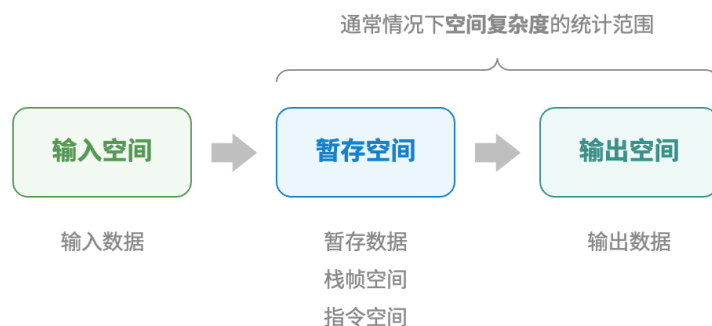 通常情况下空间复杂度的统计范围
输入空间
暂存空间
输出空间
输入数据
暂存数据
输出数据
栈帧空间
指令空间